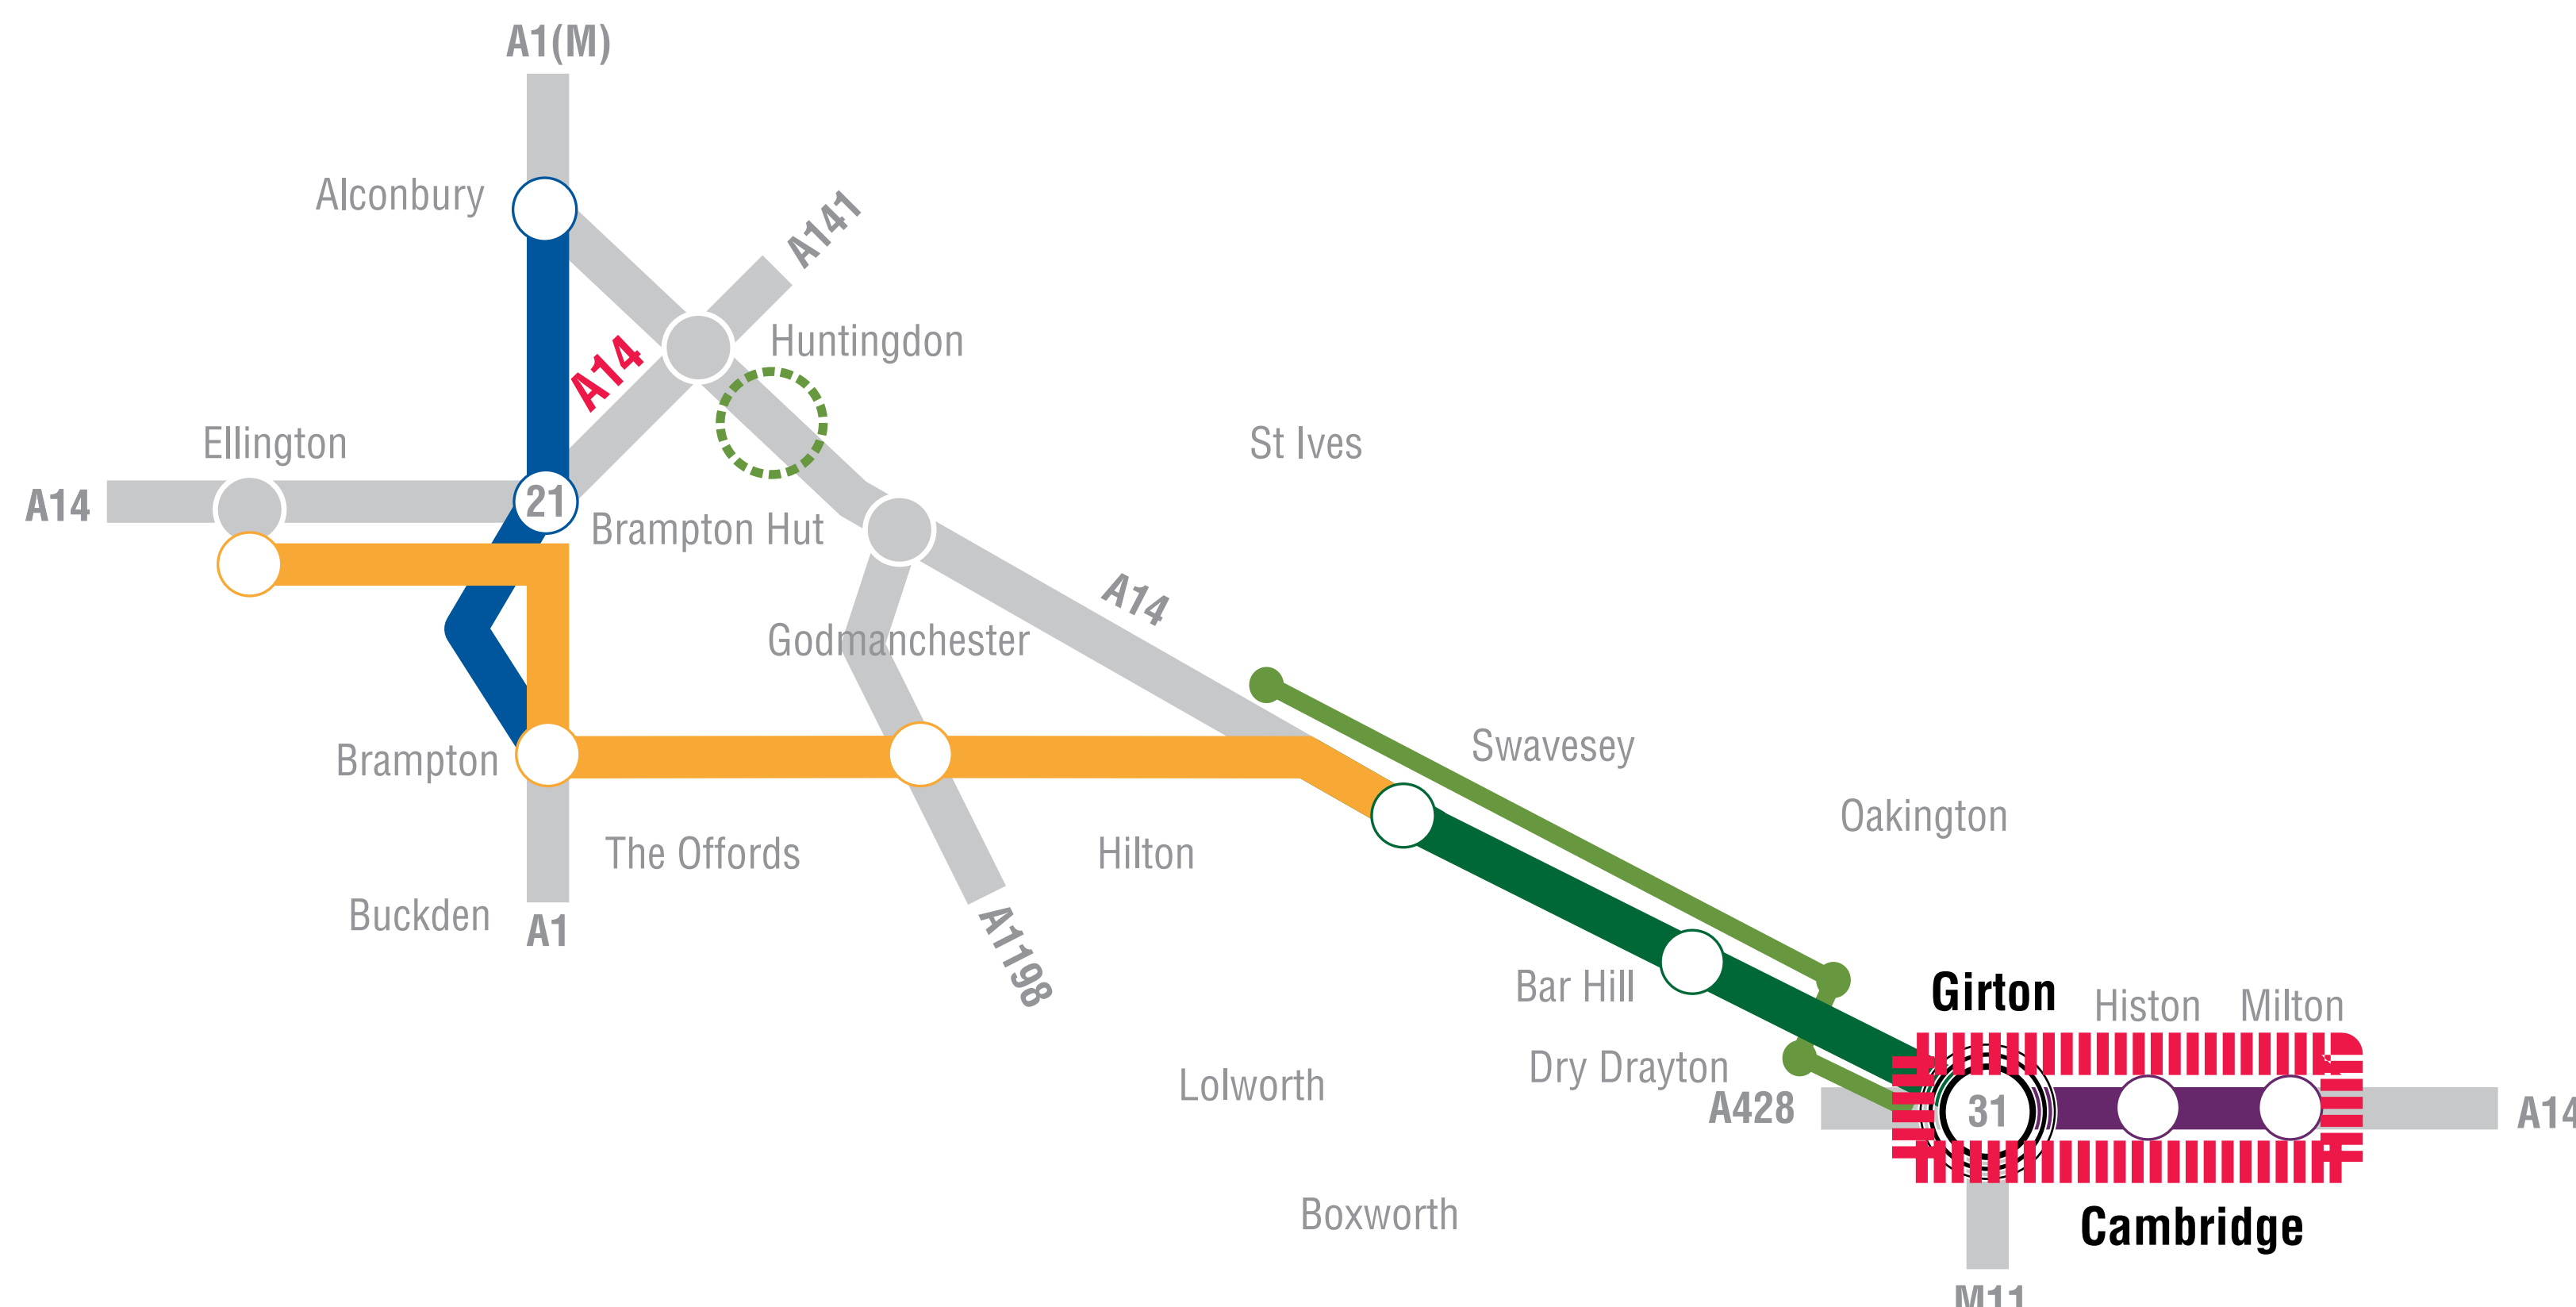 A1(M)
Alconbury
A141
Huntingdon
A14
Ellington
St Ives
A14
21
Brampton Hut
A14
Godmanchester
Swavesey
Brampton
Oakington
The Offords
Hilton
Buckden
A1
A1198
Bar Hill
Girton
Histon
Milton
Dry Drayton
Lolworth
A428
31
A14
Boxworth
Cambridge
M11